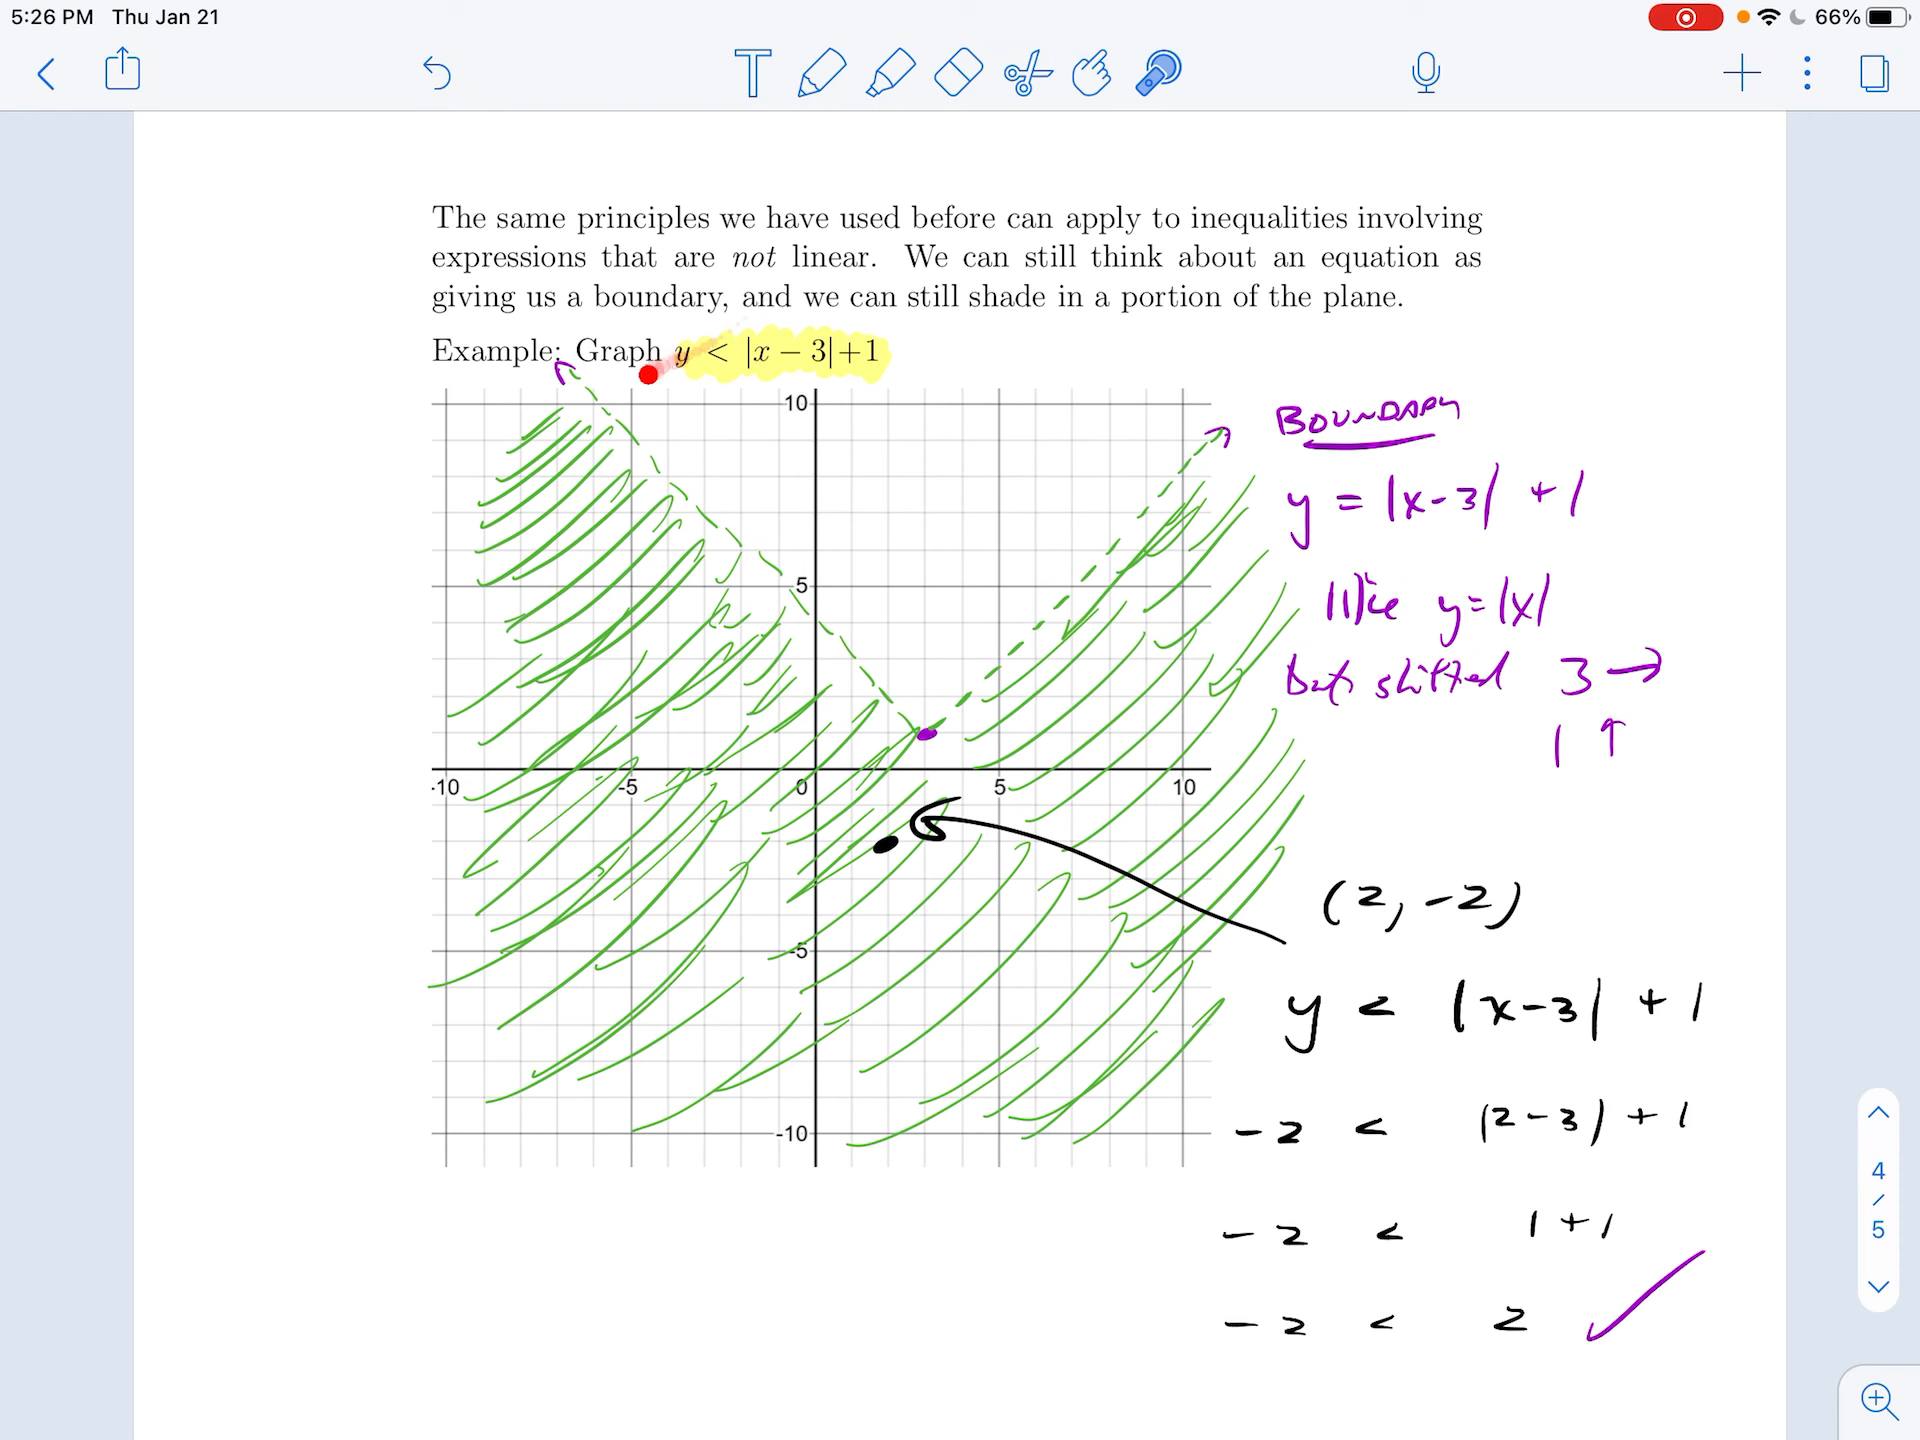 5:26 PM Thu Jan 21
66%
T
The same principles we have used before can apply to inequalities involving
expressions that are not linear. We can still think about an equation as
giving us a boundary, and we can still shade in a portion of the plane.
Example: Graph y < |x − 3|+1
10
5
-10 -5 0 5 10
-5
-10
BOUNDARY
y = |x-3| +1
like y=|x|
but shifted 3 →
1 ↑
(2, -2)
y < |x-3| + 1
-2 < |2-3| + 1
-2 < 1+1
-2 < 2 ✓
4
/
5